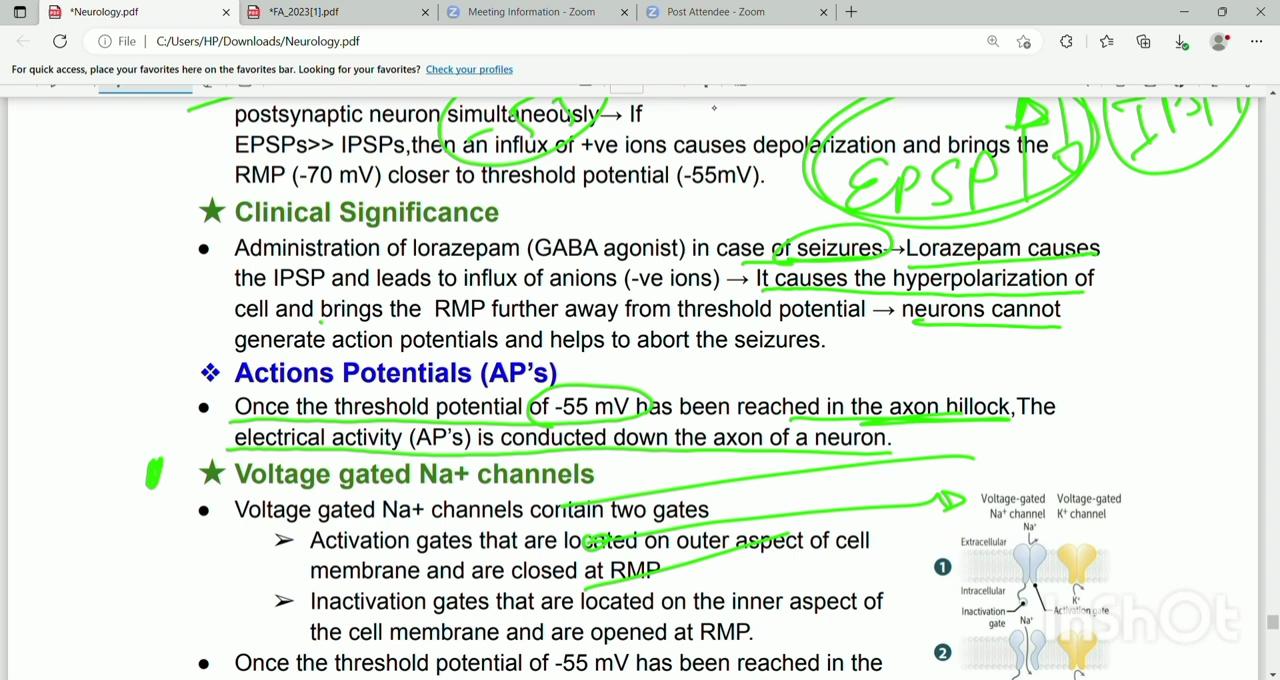 *Neurology.pdf
*FA_2023[1].pdf
Meeting Information - Zoom
Post Attendee - Zoom
File
C:/Users/HP/Downloads/Neurology.pdf
For quick access, place your favorites here on the favorites bar. Looking for your favorites? Check your profiles
postsynaptic neuron simultaneously→ If
EPSPs>> IPSPs,then an influx of +ve ions causes depolarization and brings the
RMP (-70 mV) closer to threshold potential (-55mV).
EPSP
IPSP
★ Clinical Significance
● Administration of lorazepam (GABA agonist) in case of seizures→Lorazepam causes
the IPSP and leads to influx of anions (-ve ions) → It causes the hyperpolarization of
cell and brings the RMP further away from threshold potential → neurons cannot
generate action potentials and helps to abort the seizures.
❖ Actions Potentials (AP's)
● Once the threshold potential of -55 mV has been reached in the axon hillock,The
electrical activity (AP's) is conducted down the axon of a neuron.
★ Voltage gated Na+ channels
● Voltage gated Na+ channels contain two gates
➢ Activation gates that are located on outer aspect of cell
membrane and are closed at RMP
➢ Inactivation gates that are located on the inner aspect of
the cell membrane and are opened at RMP.
● Once the threshold potential of -55 mV has been reached in the
Voltage-gated Voltage-gated
Na⁺ channel K⁺ channel
Na⁺
Extracellular
1
Intracellular
K⁺
Inactivation
gate
Activation gate
Na⁺
2
InShOt